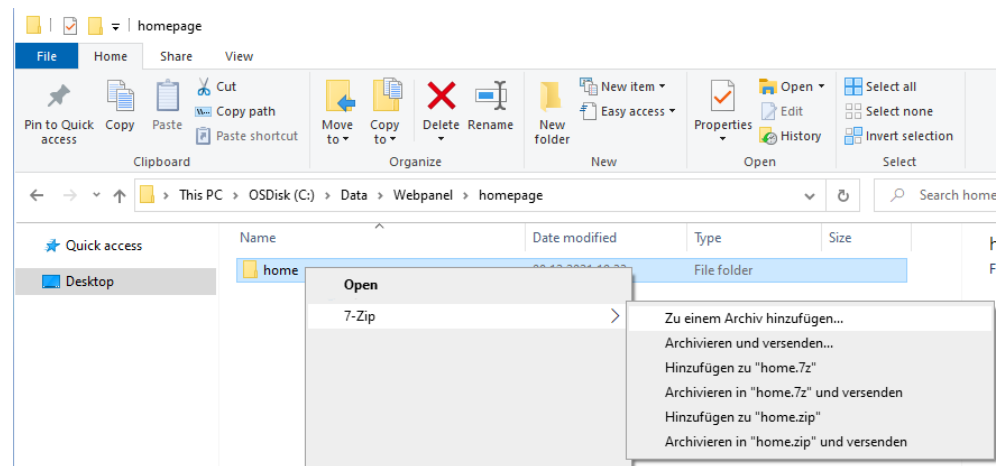 homepage
File Home Share View
Pin to Quick access
Copy
Paste
Cut
Copy path
Paste shortcut
Move to
Copy to
Delete
Rename
New folder
New item
Easy access
Properties
Open
Edit
History
Select all
Select none
Invert selection
Clipboard Organize New Open Select
This PC > OSDisk (C:) > Data > Webpanel > homepage
Search home
Quick access
Desktop
Name Date modified Type Size
home File folder
Open
7-Zip
Zu einem Archiv hinzufügen...
Archivieren und versenden...
Hinzufügen zu "home.7z"
Archivieren in "home.7z" und versenden
Hinzufügen zu "home.zip"
Archivieren in "home.zip" und versenden